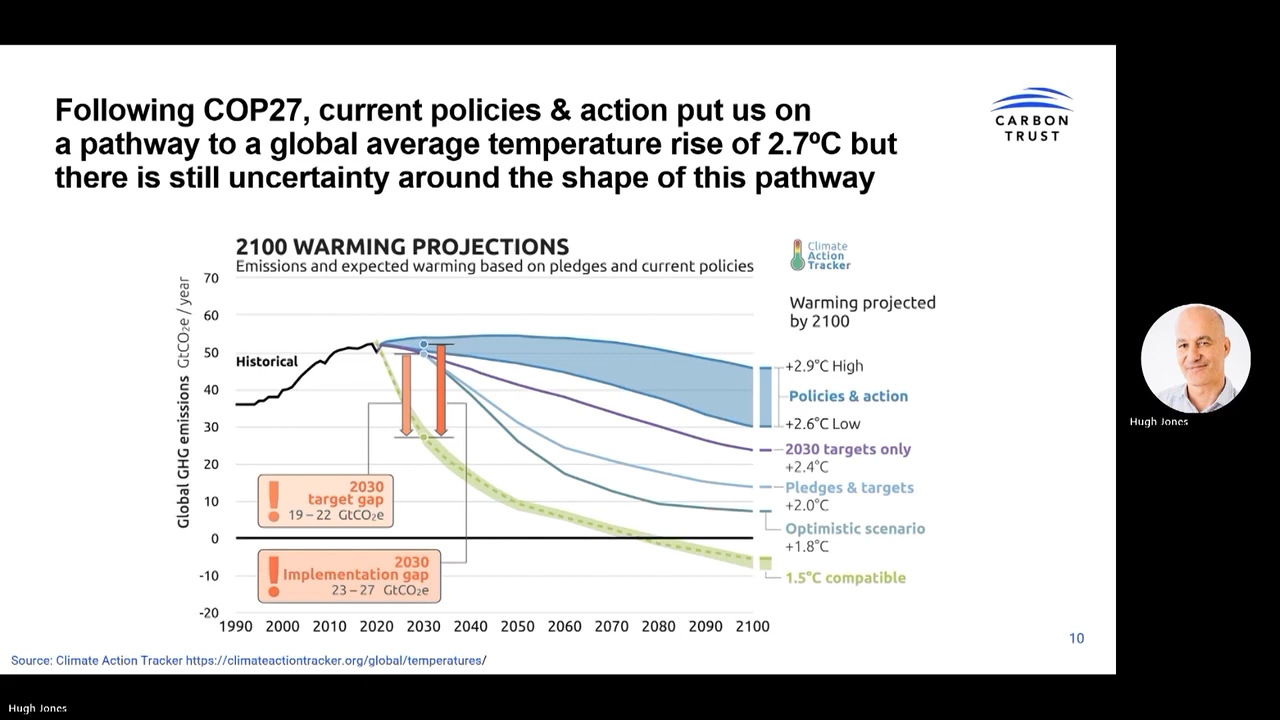 Following COP27, current policies & action put us on
a pathway to a global average temperature rise of 2.7ºC but
there is still uncertainty around the shape of this pathway
CARBON
TRUST
2100 WARMING PROJECTIONS
Emissions and expected warming based on pledges and current policies
Climate
Action
Tracker
Global GHG emissions GtCO₂e / year
70
60
50
40
30
20
10
0
-10
-20
Historical
2030
target gap
19 – 22 GtCO₂e
2030
Implementation gap
23 – 27 GtCO₂e
1990 2000 2010 2020 2030 2040 2050 2060 2070 2080 2090 2100
Warming projected
by 2100
+2.9°C High
Policies & action
+2.6°C Low
2030 targets only
+2.4°C
Pledges & targets
+2.0°C
Optimistic scenario
+1.8°C
1.5°C compatible
10
Source: Climate Action Tracker https://climateactiontracker.org/global/temperatures/
Hugh Jones
Hugh Jones